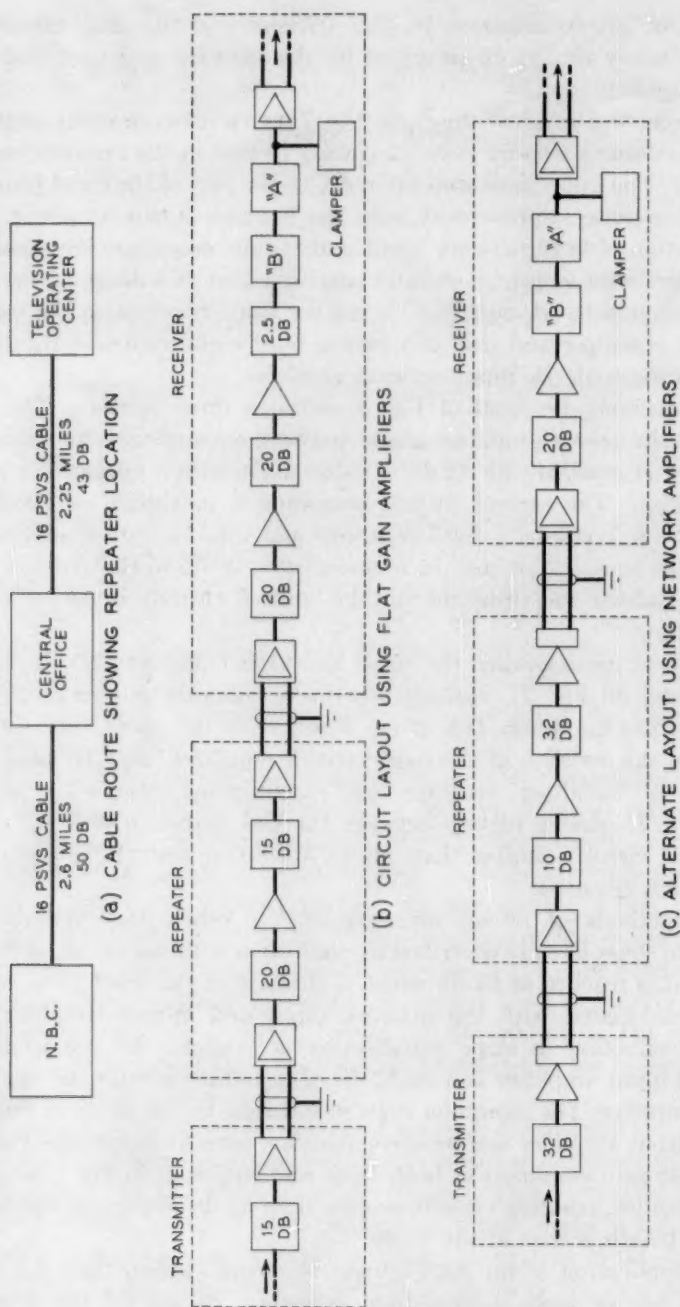 N.B.C.
16 PSVS CABLE
2.6 MILES
50 DB
CENTRAL
OFFICE
16 PSVS CABLE
2.25 MILES
43 DB
TELEVISION
OPERATING
CENTER
(a) CABLE ROUTE SHOWING REPEATER LOCATION
TRANSMITTER
REPEATER
RECEIVER
15
DB
20
DB
15
DB
20
DB
20
DB
2.5
DB
"B"
"A"
CLAMPER
(b) CIRCUIT LAYOUT USING FLAT GAIN AMPLIFIERS
TRANSMITTER
REPEATER
RECEIVER
32
DB
10
DB
32
DB
20
DB
"B"
"A"
CLAMPER
(c) ALTERNATE LAYOUT USING NETWORK AMPLIFIERS